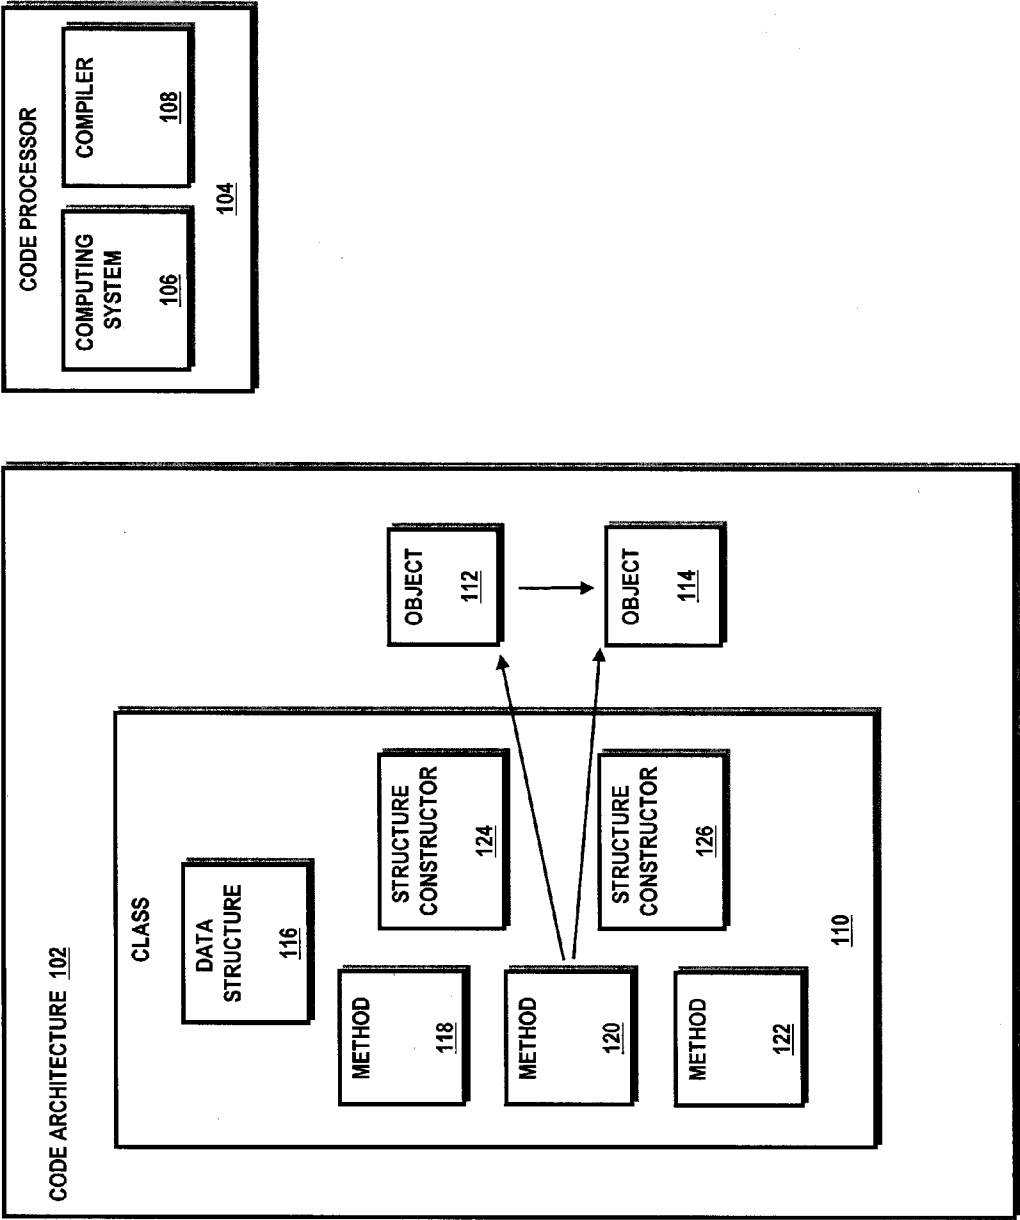 CODE ARCHITECTURE 102
CLASS
DATA
STRUCTURE
116
METHOD
118
METHOD
120
METHOD
122
STRUCTURE
CONSTRUCTOR
124
STRUCTURE
CONSTRUCTOR
126
110
OBJECT
112
OBJECT
114
CODE PROCESSOR
COMPUTING
SYSTEM
106
COMPILER
108
104